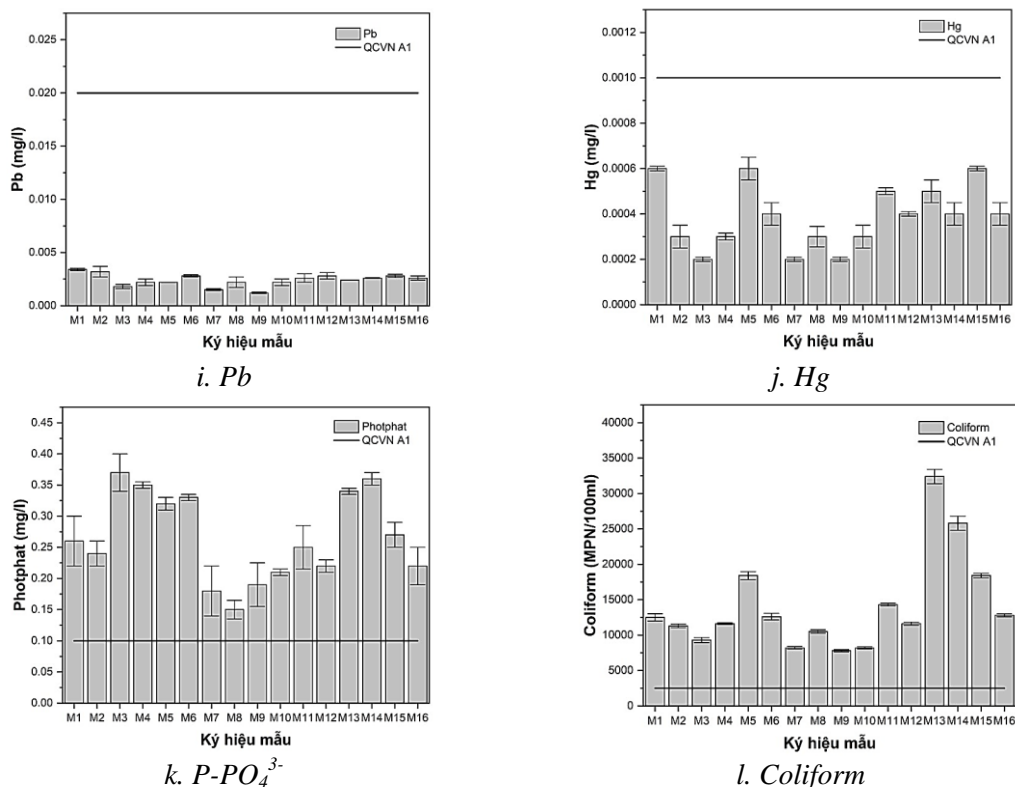 0.025
0.020
0.015
0.010
0.005
0.000
Pb (mg/l)
Pb
QCVN A1
M1 M2 M3 M4 M5 M6 M7 M8 M9 M10 M11 M12 M13 M14 M15 M16
Ký hiệu mẫu
i. Pb
0.0012
0.0010
0.0008
0.0006
0.0004
0.0002
0.0000
Hg (mg/l)
Hg
QCVN A1
M1 M2 M3 M4 M5 M6 M7 M8 M9 M10 M11 M12 M13 M14 M15 M16
Ký hiệu mẫu
j. Hg
0.45
0.40
0.35
0.30
0.25
0.20
0.15
0.10
0.05
0.00
Photphat (mg/l)
Photphat
QCVN A1
M1 M2 M3 M4 M5 M6 M7 M8 M9 M10 M11 M12 M13 M14 M15 M16
Ký hiệu mẫu
k. P-PO₄³⁻
40000
35000
30000
25000
20000
15000
10000
5000
0
Coliform (MPN/100ml)
Coliform
QCVN A1
M1 M2 M3 M4 M5 M6 M7 M8 M9 M10 M11 M12 M13 M14 M15 M16
Ký hiệu mẫu
l. Coliform